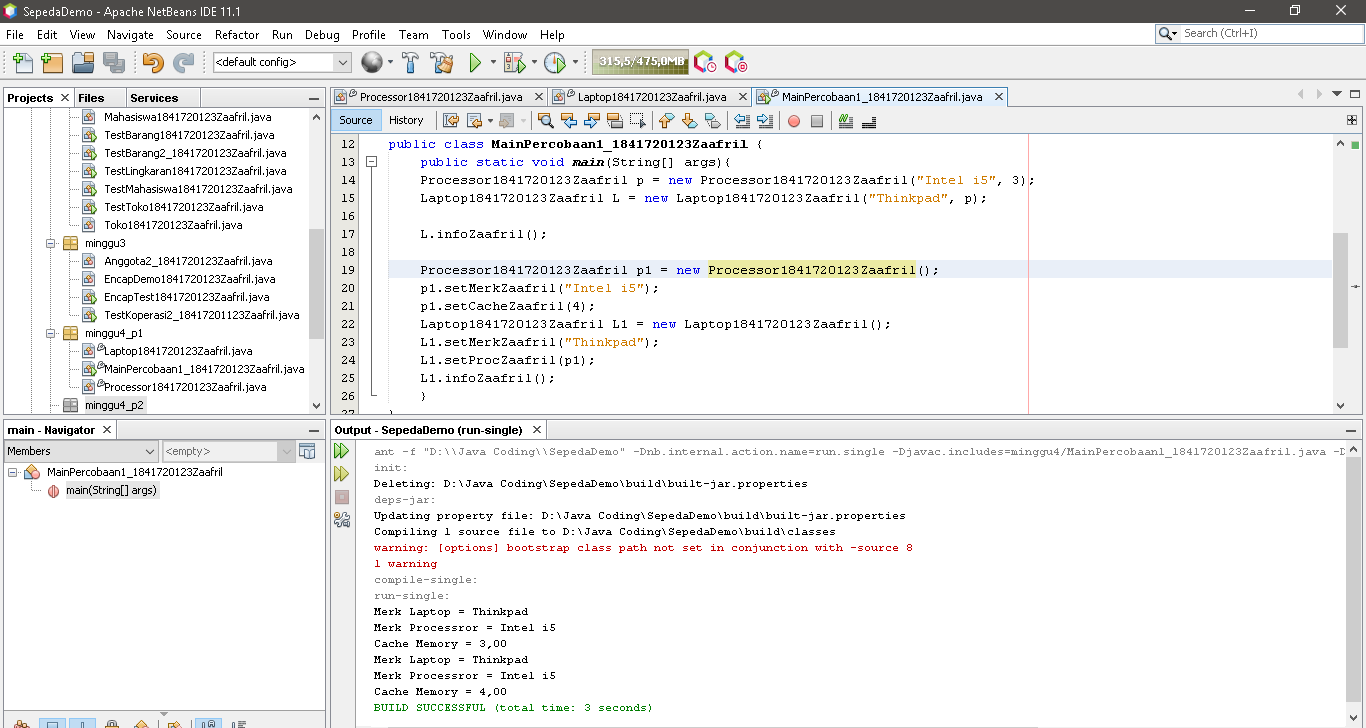 SepedaDemo - Apache NetBeans IDE 11.1
File Edit View Navigate Source Refactor Run Debug Profile Team Tools Window Help
Search (Ctrl+I)
<default config>
315,5/475,0MB
Projects Files Services
Mahasiswa1841720123Zaafril.java
TestBarang1841720123Zaafril.java
TestBarang2_1841720123Zaafril.java
TestLingkaran1841720123Zaafril.java
TestMahasiswa1841720123Zaafril.java
TestToko1841720123Zaafril.java
Toko1841720123Zaafril.java
minggu3
Anggota2_1841720123Zaafril.java
EncapDemo1841720123Zaafril.java
EncapTest1841720123Zaafril.java
TestKoperasi2_18417201123Zaafril.java
minggu4_p1
Laptop1841720123Zaafril.java
MainPercobaan1_1841720123Zaafril.java
Processor1841720123Zaafril.java
minggu4_p2
Processor1841720123Zaafril.java Laptop1841720123Zaafril.java MainPercobaan1_1841720123Zaafril.java
Source History
12 public class MainPercobaan1_1841720123Zaafril {
13 public static void main(String[] args){
14 Processor1841720123Zaafril p = new Processor1841720123Zaafril("Intel i5", 3);
15 Laptop1841720123Zaafril L = new Laptop1841720123Zaafril("Thinkpad", p);
16
17 L.infoZaafril();
18
19 Processor1841720123Zaafril p1 = new Processor1841720123Zaafril();
20 p1.setMerkZaafril("Intel i5");
21 p1.setCacheZaafril(4);
22 Laptop1841720123Zaafril L1 = new Laptop1841720123Zaafril();
23 L1.setMerkZaafril("Thinkpad");
24 L1.setProcZaafril(p1);
25 L1.infoZaafril();
26 }
27 }
main - Navigator
Members <empty>
MainPercobaan1_1841720123Zaafril
main(String[] args)
Output - SepedaDemo (run-single)
ant -f "D:\\Java Coding\\SepedaDemo" -Dnb.internal.action.name=run.single -Djavac.includes=minggu4/MainPercobaan1_1841720123Zaafril.java -D
init:
Deleting: D:\Java Coding\SepedaDemo\build\built-jar.properties
deps-jar:
Updating property file: D:\Java Coding\SepedaDemo\build\built-jar.properties
Compiling 1 source file to D:\Java Coding\SepedaDemo\build\classes
warning: [options] bootstrap class path not set in conjunction with -source 8
1 warning
compile-single:
run-single:
Merk Laptop = Thinkpad
Merk Processror = Intel i5
Cache Memory = 3,00
Merk Laptop = Thinkpad
Merk Processror = Intel i5
Cache Memory = 4,00
BUILD SUCCESSFUL (total time: 3 seconds)